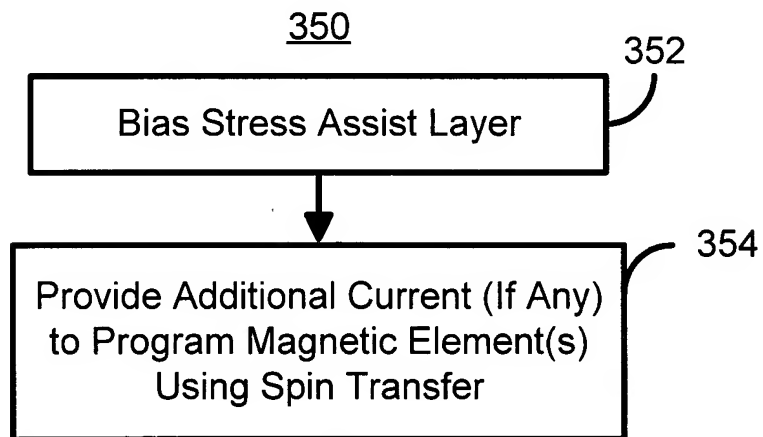 350
352
Bias Stress Assist Layer
354
Provide Additional Current (If Any)
to Program Magnetic Element(s)
Using Spin Transfer